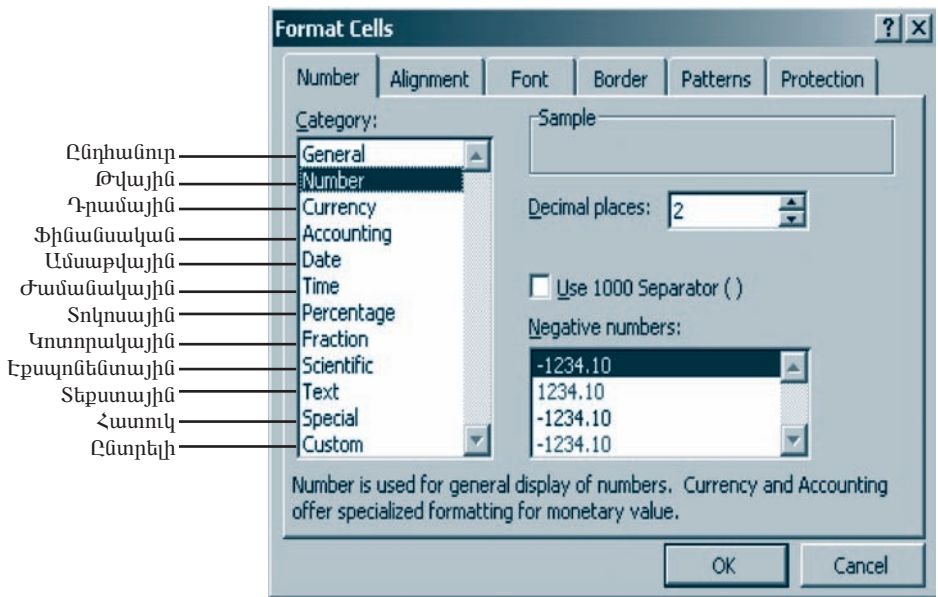 Format Cells
Number Alignment Font Border Patterns Protection
Category:
Sample
Ընդհանուր General
Թվային Number
Դրամային Currency
Ֆինանսական Accounting
Ամսաթվային Date
Ժամանակային Time
Տոկոսային Percentage
Կոտորակային Fraction
Էքսպոնենտային Scientific
Տեքստային Text
Հատուկ Special
Ընտրելի Custom
Decimal places: 2
Use 1000 Separator ( )
Negative numbers:
-1234.10
1234.10
-1234.10
-1234.10
Number is used for general display of numbers. Currency and Accounting
offer specialized formatting for monetary value.
OK Cancel